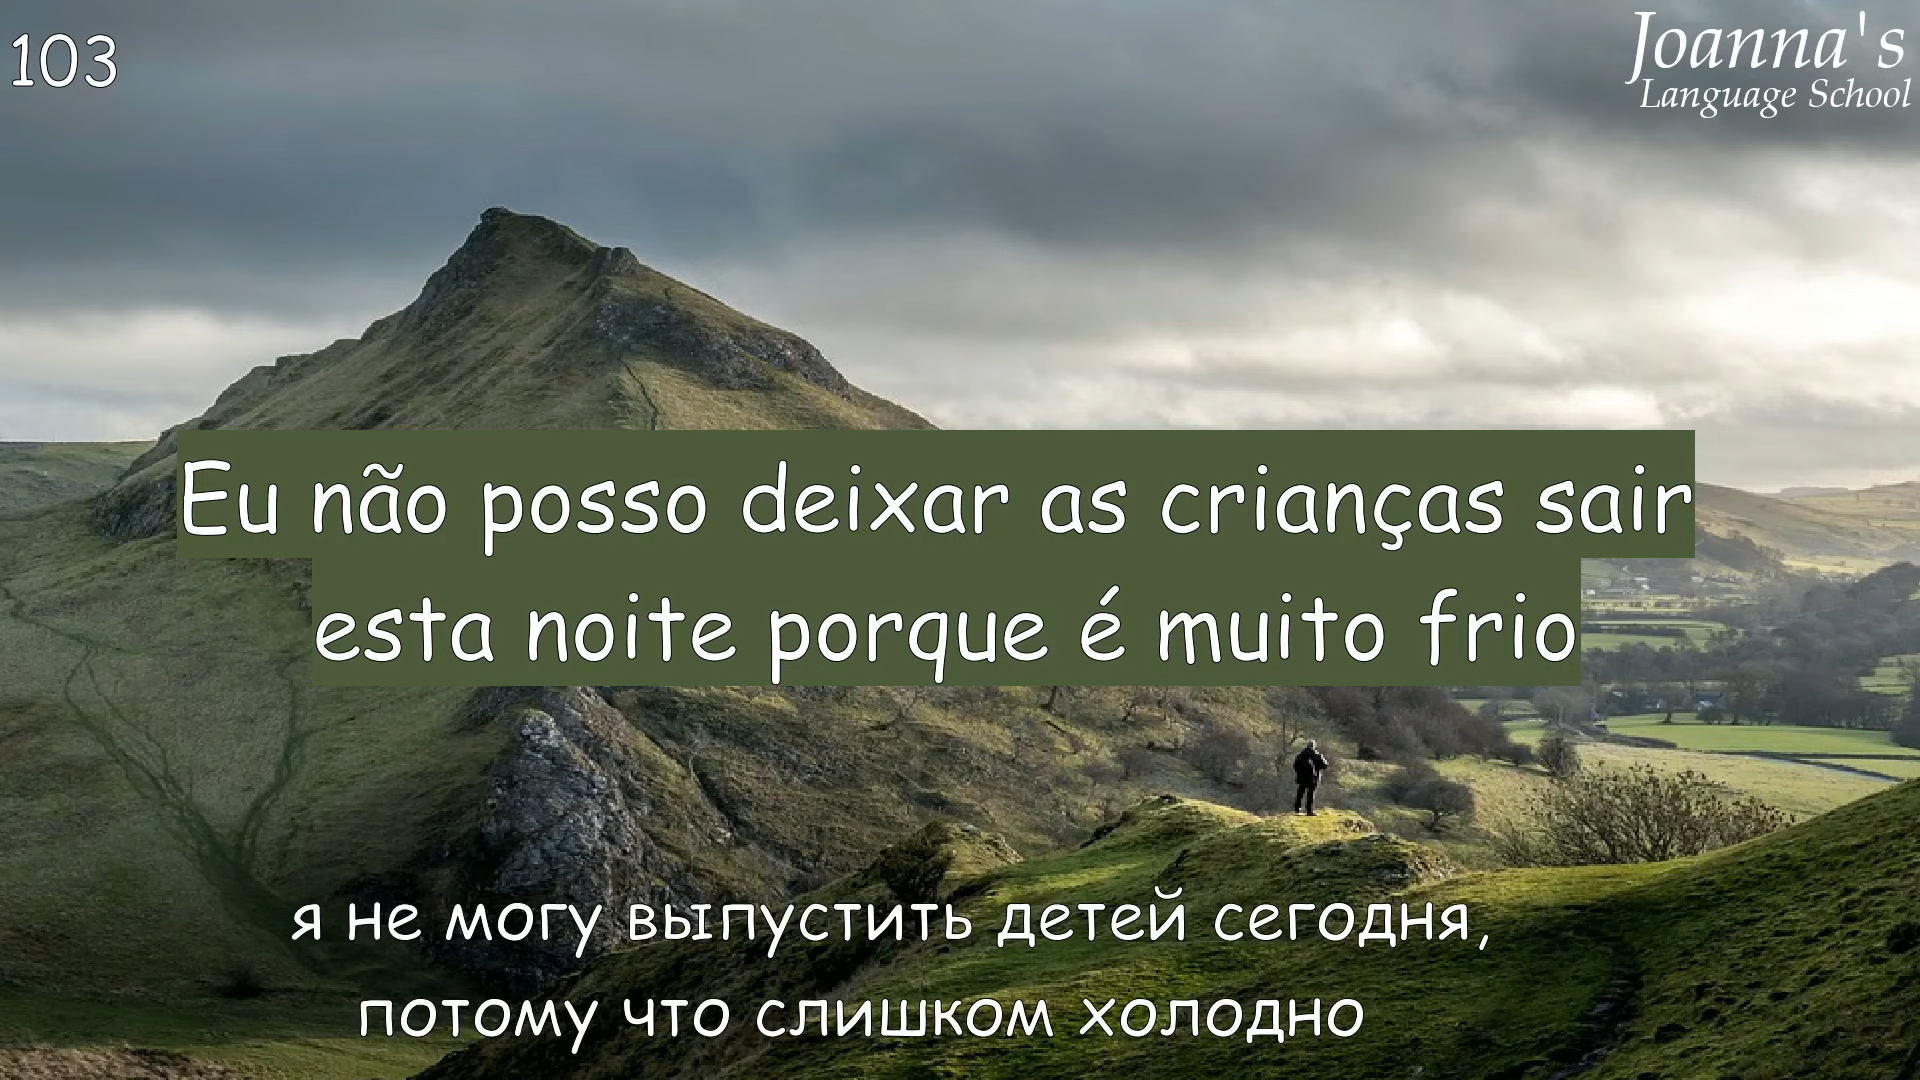 103
Joanna's
Language School
Eu não posso deixar as crianças sair
esta noite porque é muito frio
я не могу выпустить детей сегодня,
потому что слишком холодно